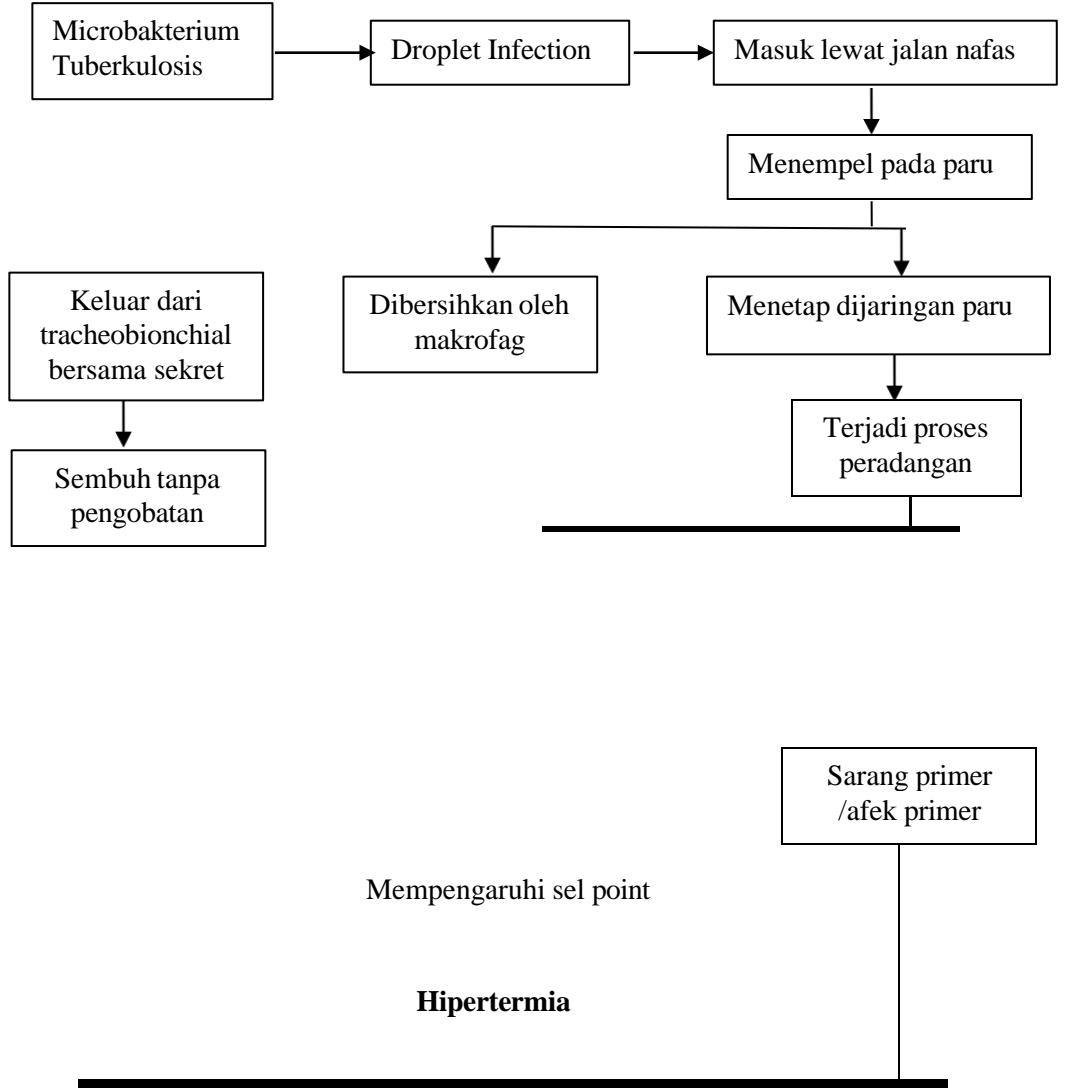 Microbakterium
Tuberkulosis
Droplet Infection
Masuk lewat jalan nafas
Menempel pada paru
Keluar dari
tracheobionchial
bersama sekret
Dibersihkan oleh
makrofag
Menetap dijaringan paru
Terjadi proses
peradangan
Sembuh tanpa
pengobatan
Sarang primer
/afek primer
Mempengaruhi sel point
Hipertermia